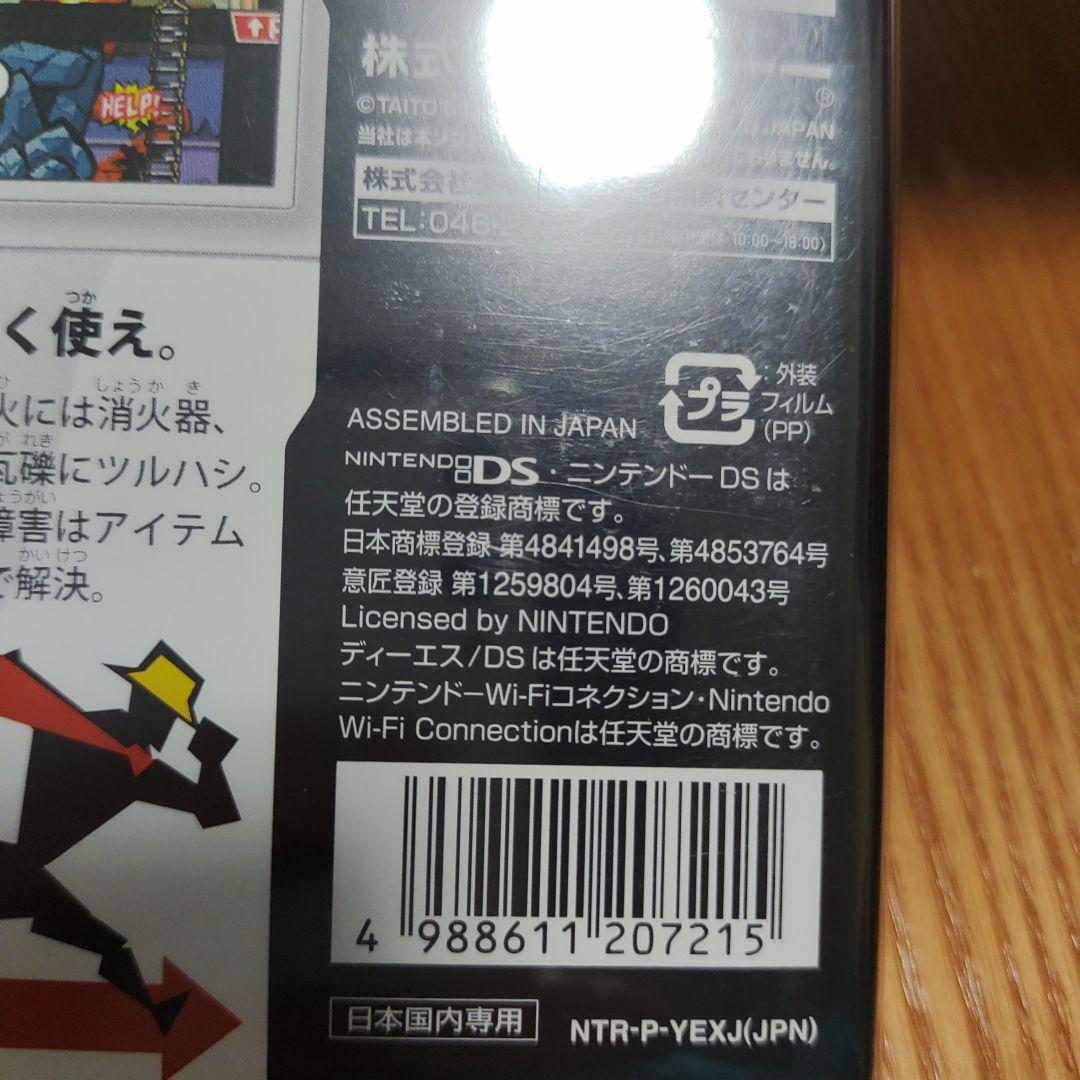 HELP!
く使え。
つか
火には消火器、
しょうかき
瓦礫にツルハシ。
がれき
障害はアイテム
ょうがい
で解決。
かいけつ
株式
©TAITO
®
JAPAN
当社は本ソ
ません。
株式会社
センター
TEL:046
10:00~18:00)
プラ
:外装
フィルム
(PP)
ASSEMBLED IN JAPAN
NINTENDO DS・ニンテンドーDSは
任天堂の登録商標です。
日本商標登録 第4841498号、第4853764号
意匠登録 第1259804号、第1260043号
Licensed by NINTENDO
ディーエス/DSは任天堂の商標です。
ニンテンドーWi-Fiコネクション・Nintendo
Wi-Fi Connectionは任天堂の商標です。
4 988611 207215
日本国内専用
NTR-P-YEXJ(JPN)